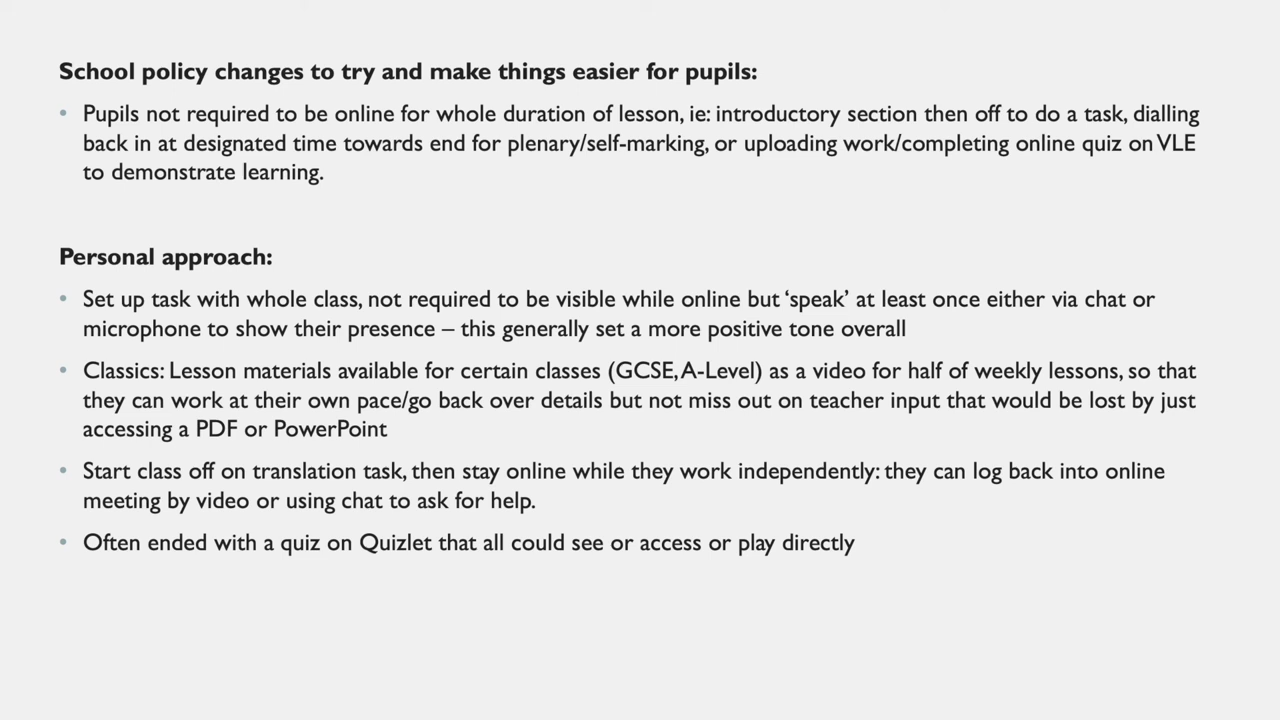 School policy changes to try and make things easier for pupils:
• Pupils not required to be online for whole duration of lesson, ie: introductory section then off to do a task, dialling
back in at designated time towards end for plenary/self-marking, or uploading work/completing online quiz on VLE
to demonstrate learning.
Personal approach:
• Set up task with whole class, not required to be visible while online but ‘speak’ at least once either via chat or
microphone to show their presence – this generally set a more positive tone overall
• Classics: Lesson materials available for certain classes (GCSE, A-Level) as a video for half of weekly lessons, so that
they can work at their own pace/go back over details but not miss out on teacher input that would be lost by just
accessing a PDF or PowerPoint
• Start class off on translation task, then stay online while they work independently: they can log back into online
meeting by video or using chat to ask for help.
• Often ended with a quiz on Quizlet that all could see or access or play directly